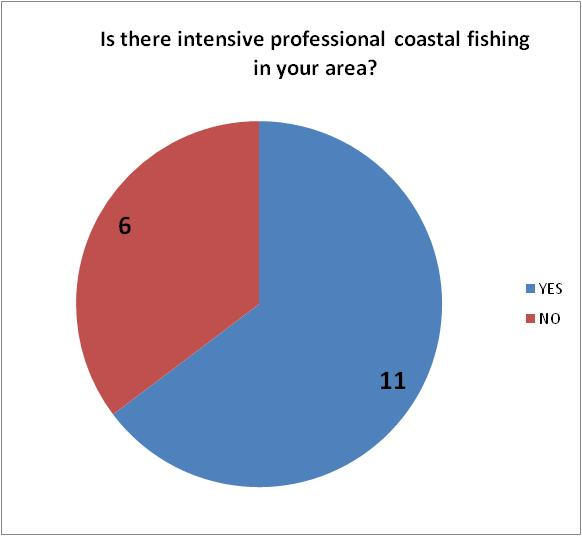 Is there intensive professional coastal fishing
in your area?
6
11
YES
NO